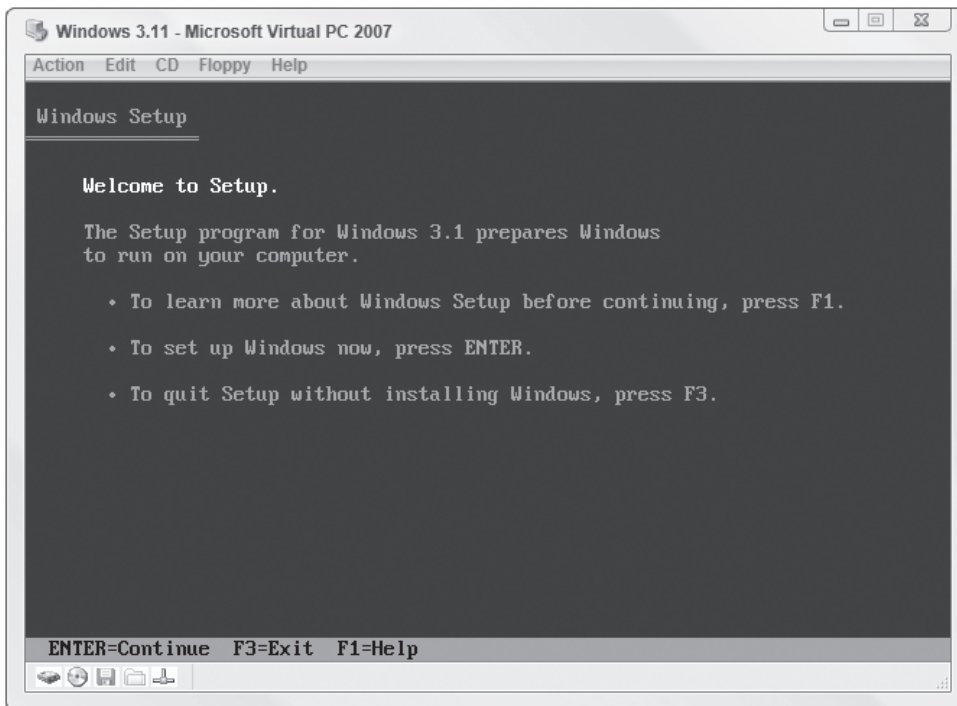 Windows 3.11 - Microsoft Virtual PC 2007
Action Edit CD Floppy Help
Windows Setup
Welcome to Setup.
The Setup program for Windows 3.1 prepares Windows
to run on your computer.
• To learn more about Windows Setup before continuing, press F1.
• To set up Windows now, press ENTER.
• To quit Setup without installing Windows, press F3.
ENTER=Continue F3=Exit F1=Help